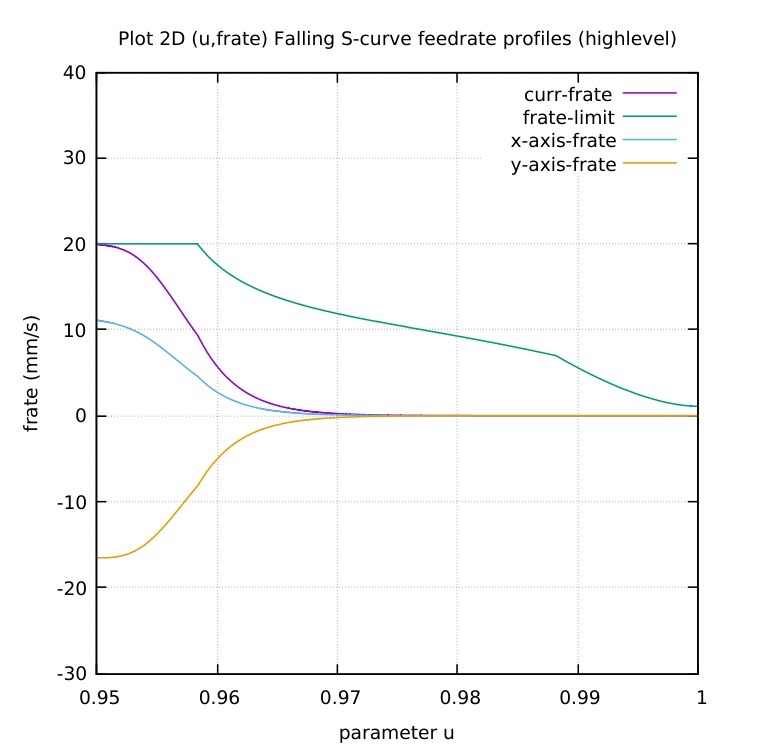 Plot 2D (u,frate) Falling S-curve feedrate profiles (highlevel)
40
30
20
10
0
-10
-20
-30
frate (mm/s)
curr-frate
frate-limit
x-axis-frate
y-axis-frate
0.95 0.96 0.97 0.98 0.99 1
parameter u